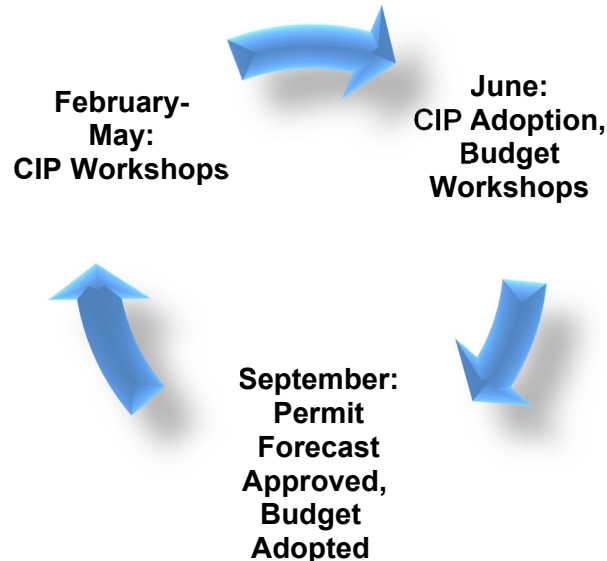 February-
May:
CIP Workshops
June:
CIP Adoption,
Budget
Workshops
September:
Permit
Forecast
Approved,
Budget
Adopted